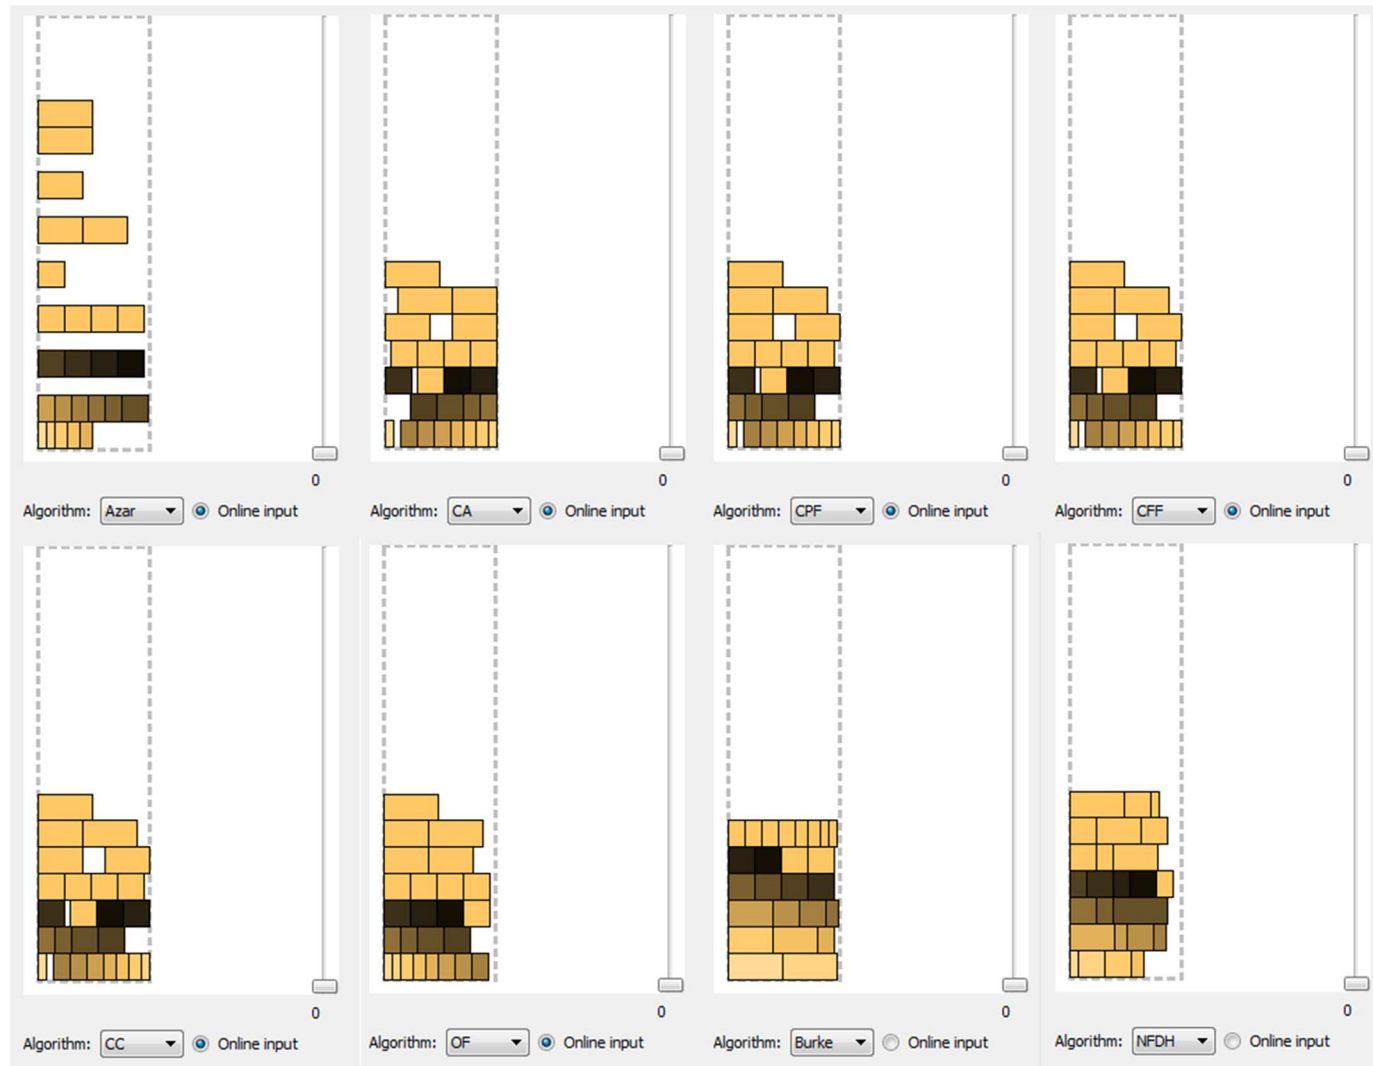 0 0 0 0
Algorithm: Azar Online input Algorithm: CA Online input Algorithm: CPF Online input Algorithm: CFF Online input
0 0 0 0
Algorithm: CC Online input Algorithm: OF Online input Algorithm: Burke Online input Algorithm: NFDH Online input